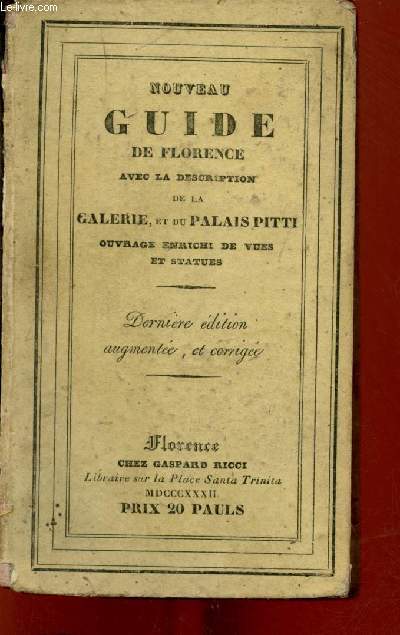 www.Le-livre.com
NOUVEAU
GUIDE
DE FLORENCE
AVEC LA DESCRIPTION
DE LA
GALERIE, ET DU PALAIS PITTI
OUVRAGE ENRICHI DE VUES
ET STATUES
Dernière édition
augmentée, et corrigée
Florence
CHEZ GASPARD RICCI
Libraire sur la Place Santa Trinita
MDCCCXXXII
PRIX 20 PAULS